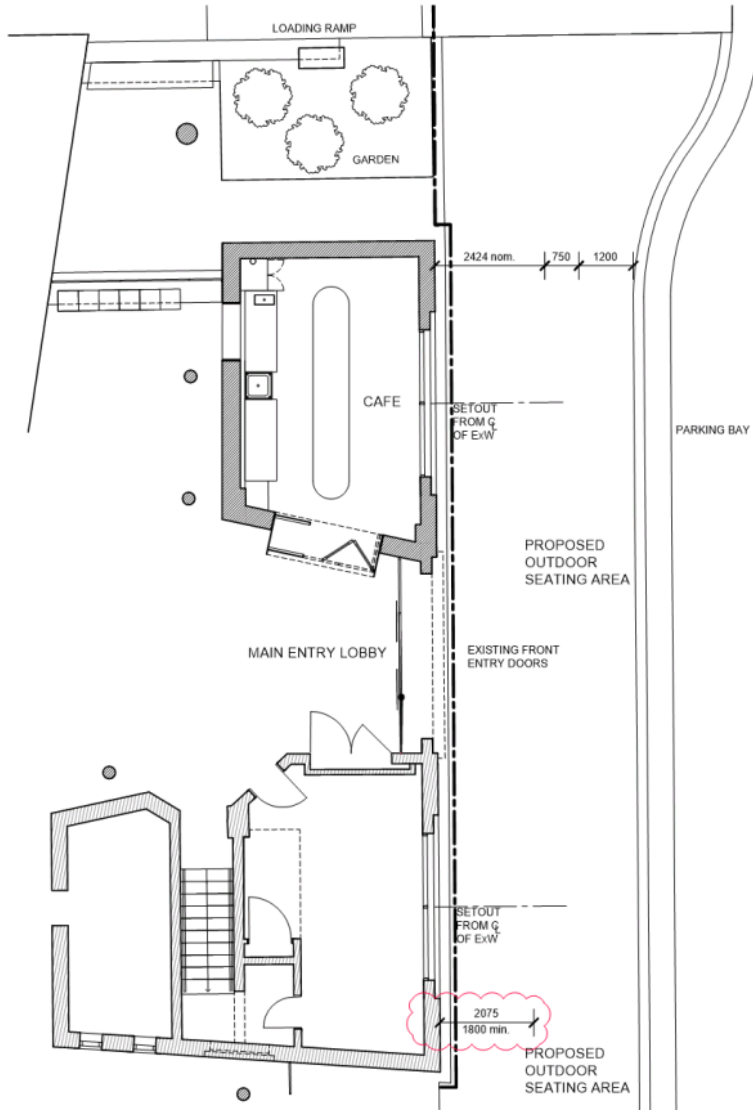 LOADING RAMP
GARDEN
2424 nom.
750
1200
CAFE
SETOUT
FROM ℄
OF ExW
PARKING BAY
PROPOSED
OUTDOOR
SEATING AREA
MAIN ENTRY LOBBY
EXISTING FRONT
ENTRY DOORS
SETOUT
FROM ℄
OF ExW
2075
1800 min.
PROPOSED
OUTDOOR
SEATING AREA